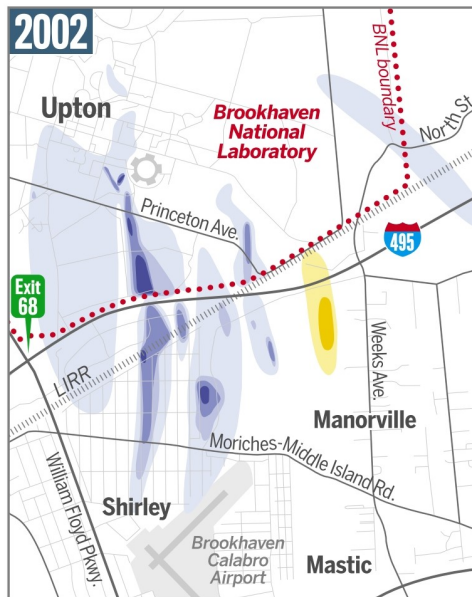 2002
Upton
Brookhaven
National
Laboratory
BNL boundary
North St.
Princeton Ave.
495
Exit
68
LIRR
Weeks Ave.
Manorville
Moriches-Middle Island Rd.
William Floyd Pkwy.
Shirley
Brookhaven
Calabro
Airport
Mastic